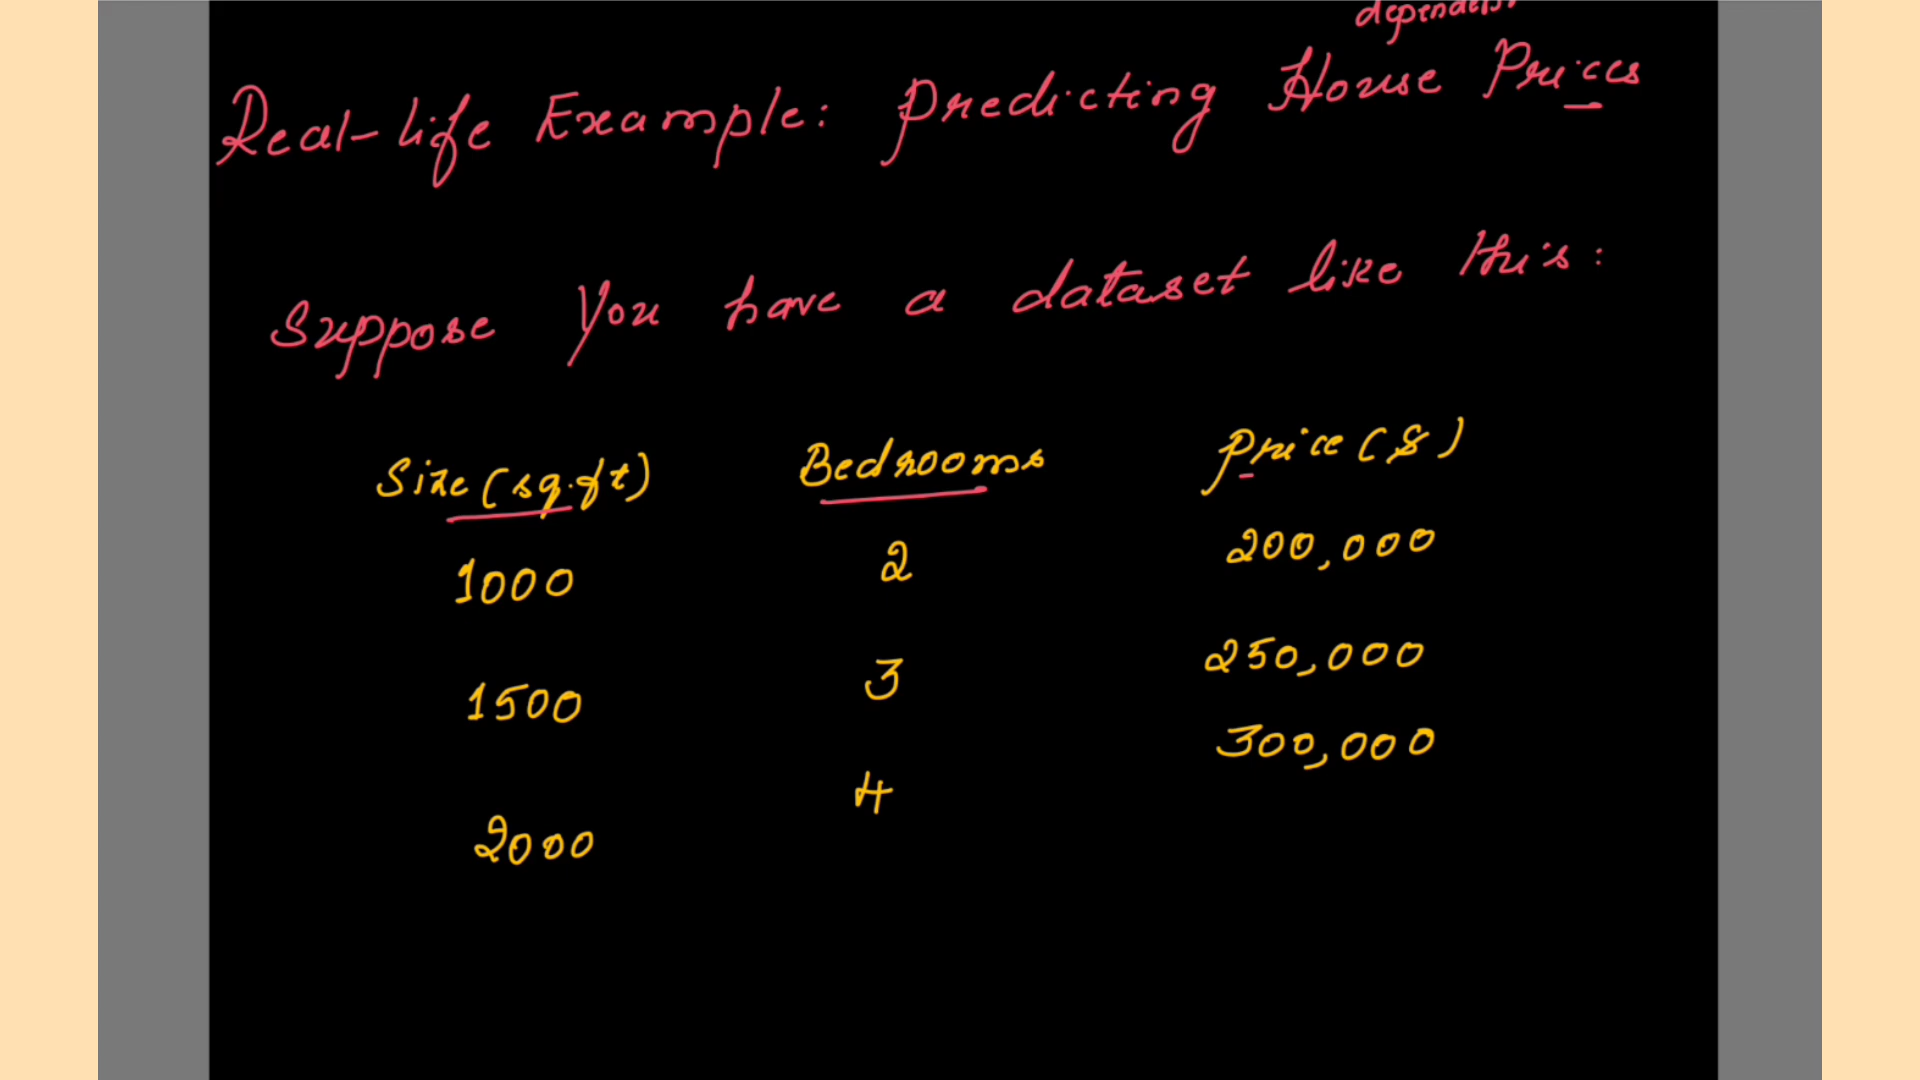 dependent
Real-life Example: Predicting House Prices
Suppose You have a dataset like this:
Size (sq.ft) Bedrooms Price ($)
1000 2 200,000
1500 3 250,000
2000 4 300,000